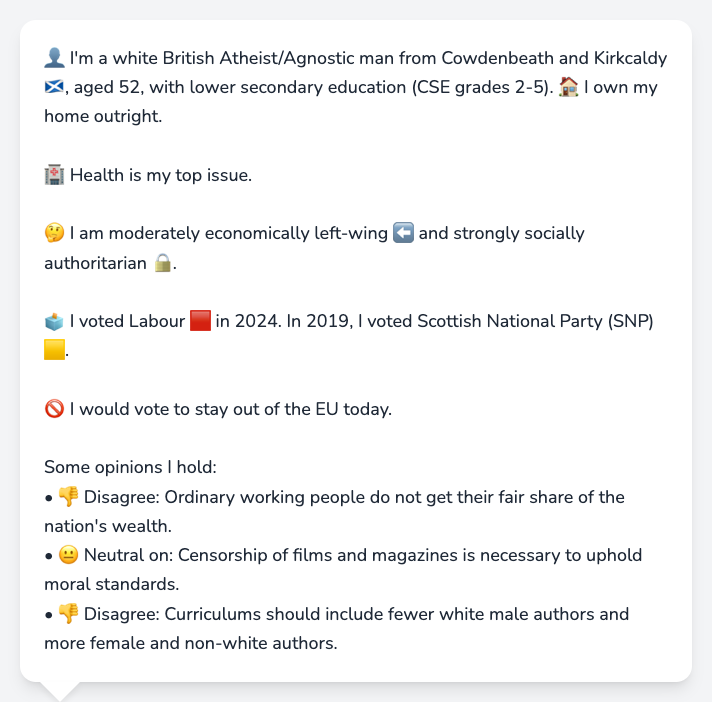 👤 I'm a white British Atheist/Agnostic man from Cowdenbeath and Kirkcaldy
🏴󠁧󠁢󠁳󠁣󠁴󠁿, aged 52, with lower secondary education (CSE grades 2-5). 🏠 I own my
home outright.
🏥 Health is my top issue.
🤔 I am moderately economically left-wing ⬅️ and strongly socially
authoritarian 🔒.
🗳️ I voted Labour 🟥 in 2024. In 2019, I voted Scottish National Party (SNP)
🟨.
🚫 I would vote to stay out of the EU today.
Some opinions I hold:
• 👎 Disagree: Ordinary working people do not get their fair share of the
nation's wealth.
• 😐 Neutral on: Censorship of films and magazines is necessary to uphold
moral standards.
• 👎 Disagree: Curriculums should include fewer white male authors and
more female and non-white authors.